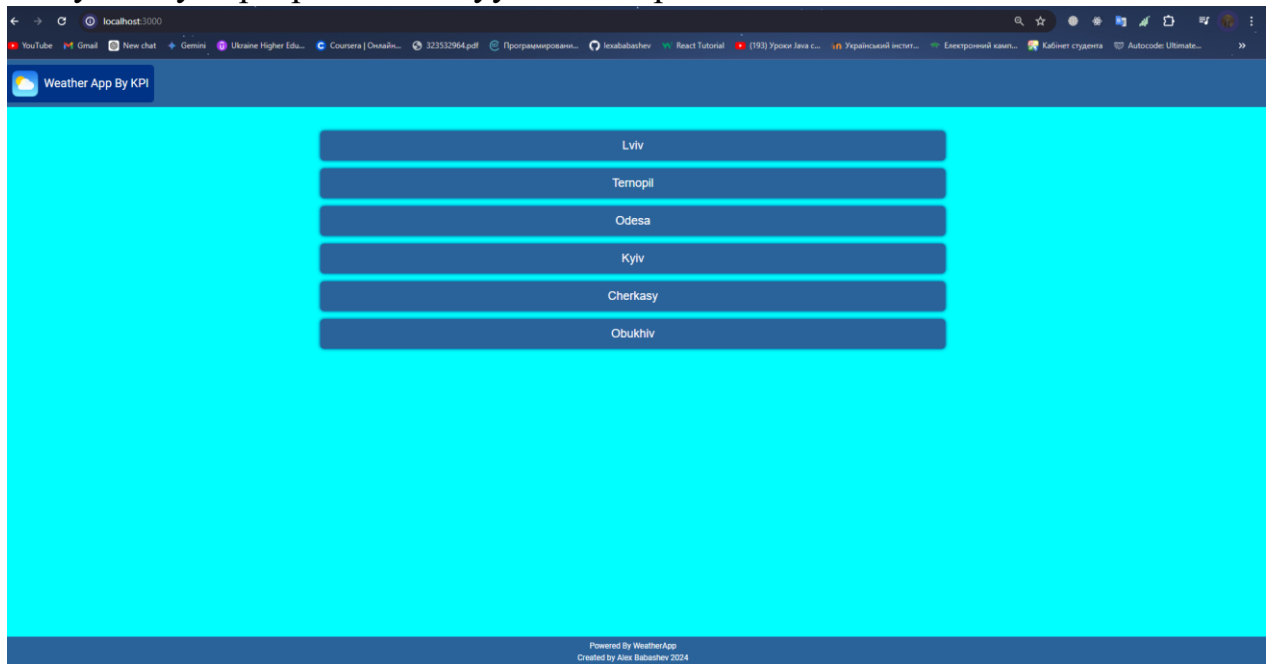 localhost:3000
YouTube Gmail New chat Gemini Ukraine Higher Edu... Coursera | Онлайн... 323532964.pdf Программировани... lexababashev React Tutorial (193) Уроки Java с... Український інстит... Електронний камп... Кабінет студента Autocode: Ultimate... »
Weather App By KPI
Lviv
Ternopil
Odesa
Kyiv
Cherkasy
Obukhiv
Powered By WeatherApp
Created by Alex Babashev 2024